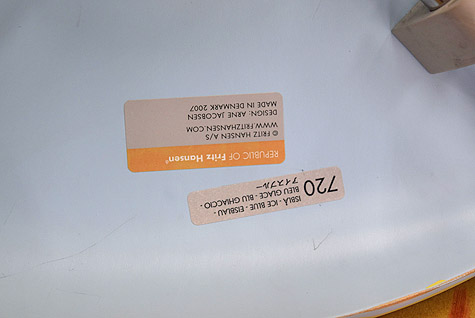 REPUBLIC OF Fritz Hansen®
© FRITZ HANSEN A/S
WWW.FRITZHANSEN.COM
DESIGN: ARNE JACOBSEN
MADE IN DENMARK 2007
720
ISBLÅ - ICE BLUE - EISBLAU -
BLEU GLACE - BLU GHIACCIO -
アイスブルー